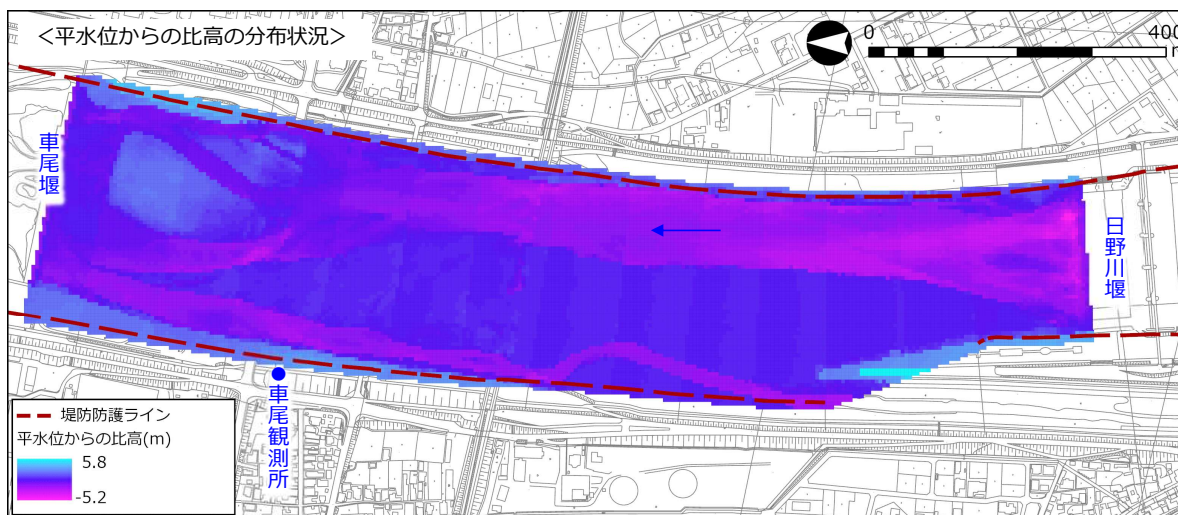 <平水位からの比高の分布状況>
0
400
m
車尾堰
日野川堰
車尾観測所
堤防防護ライン
平水位からの比高(m)
5.8
-5.2